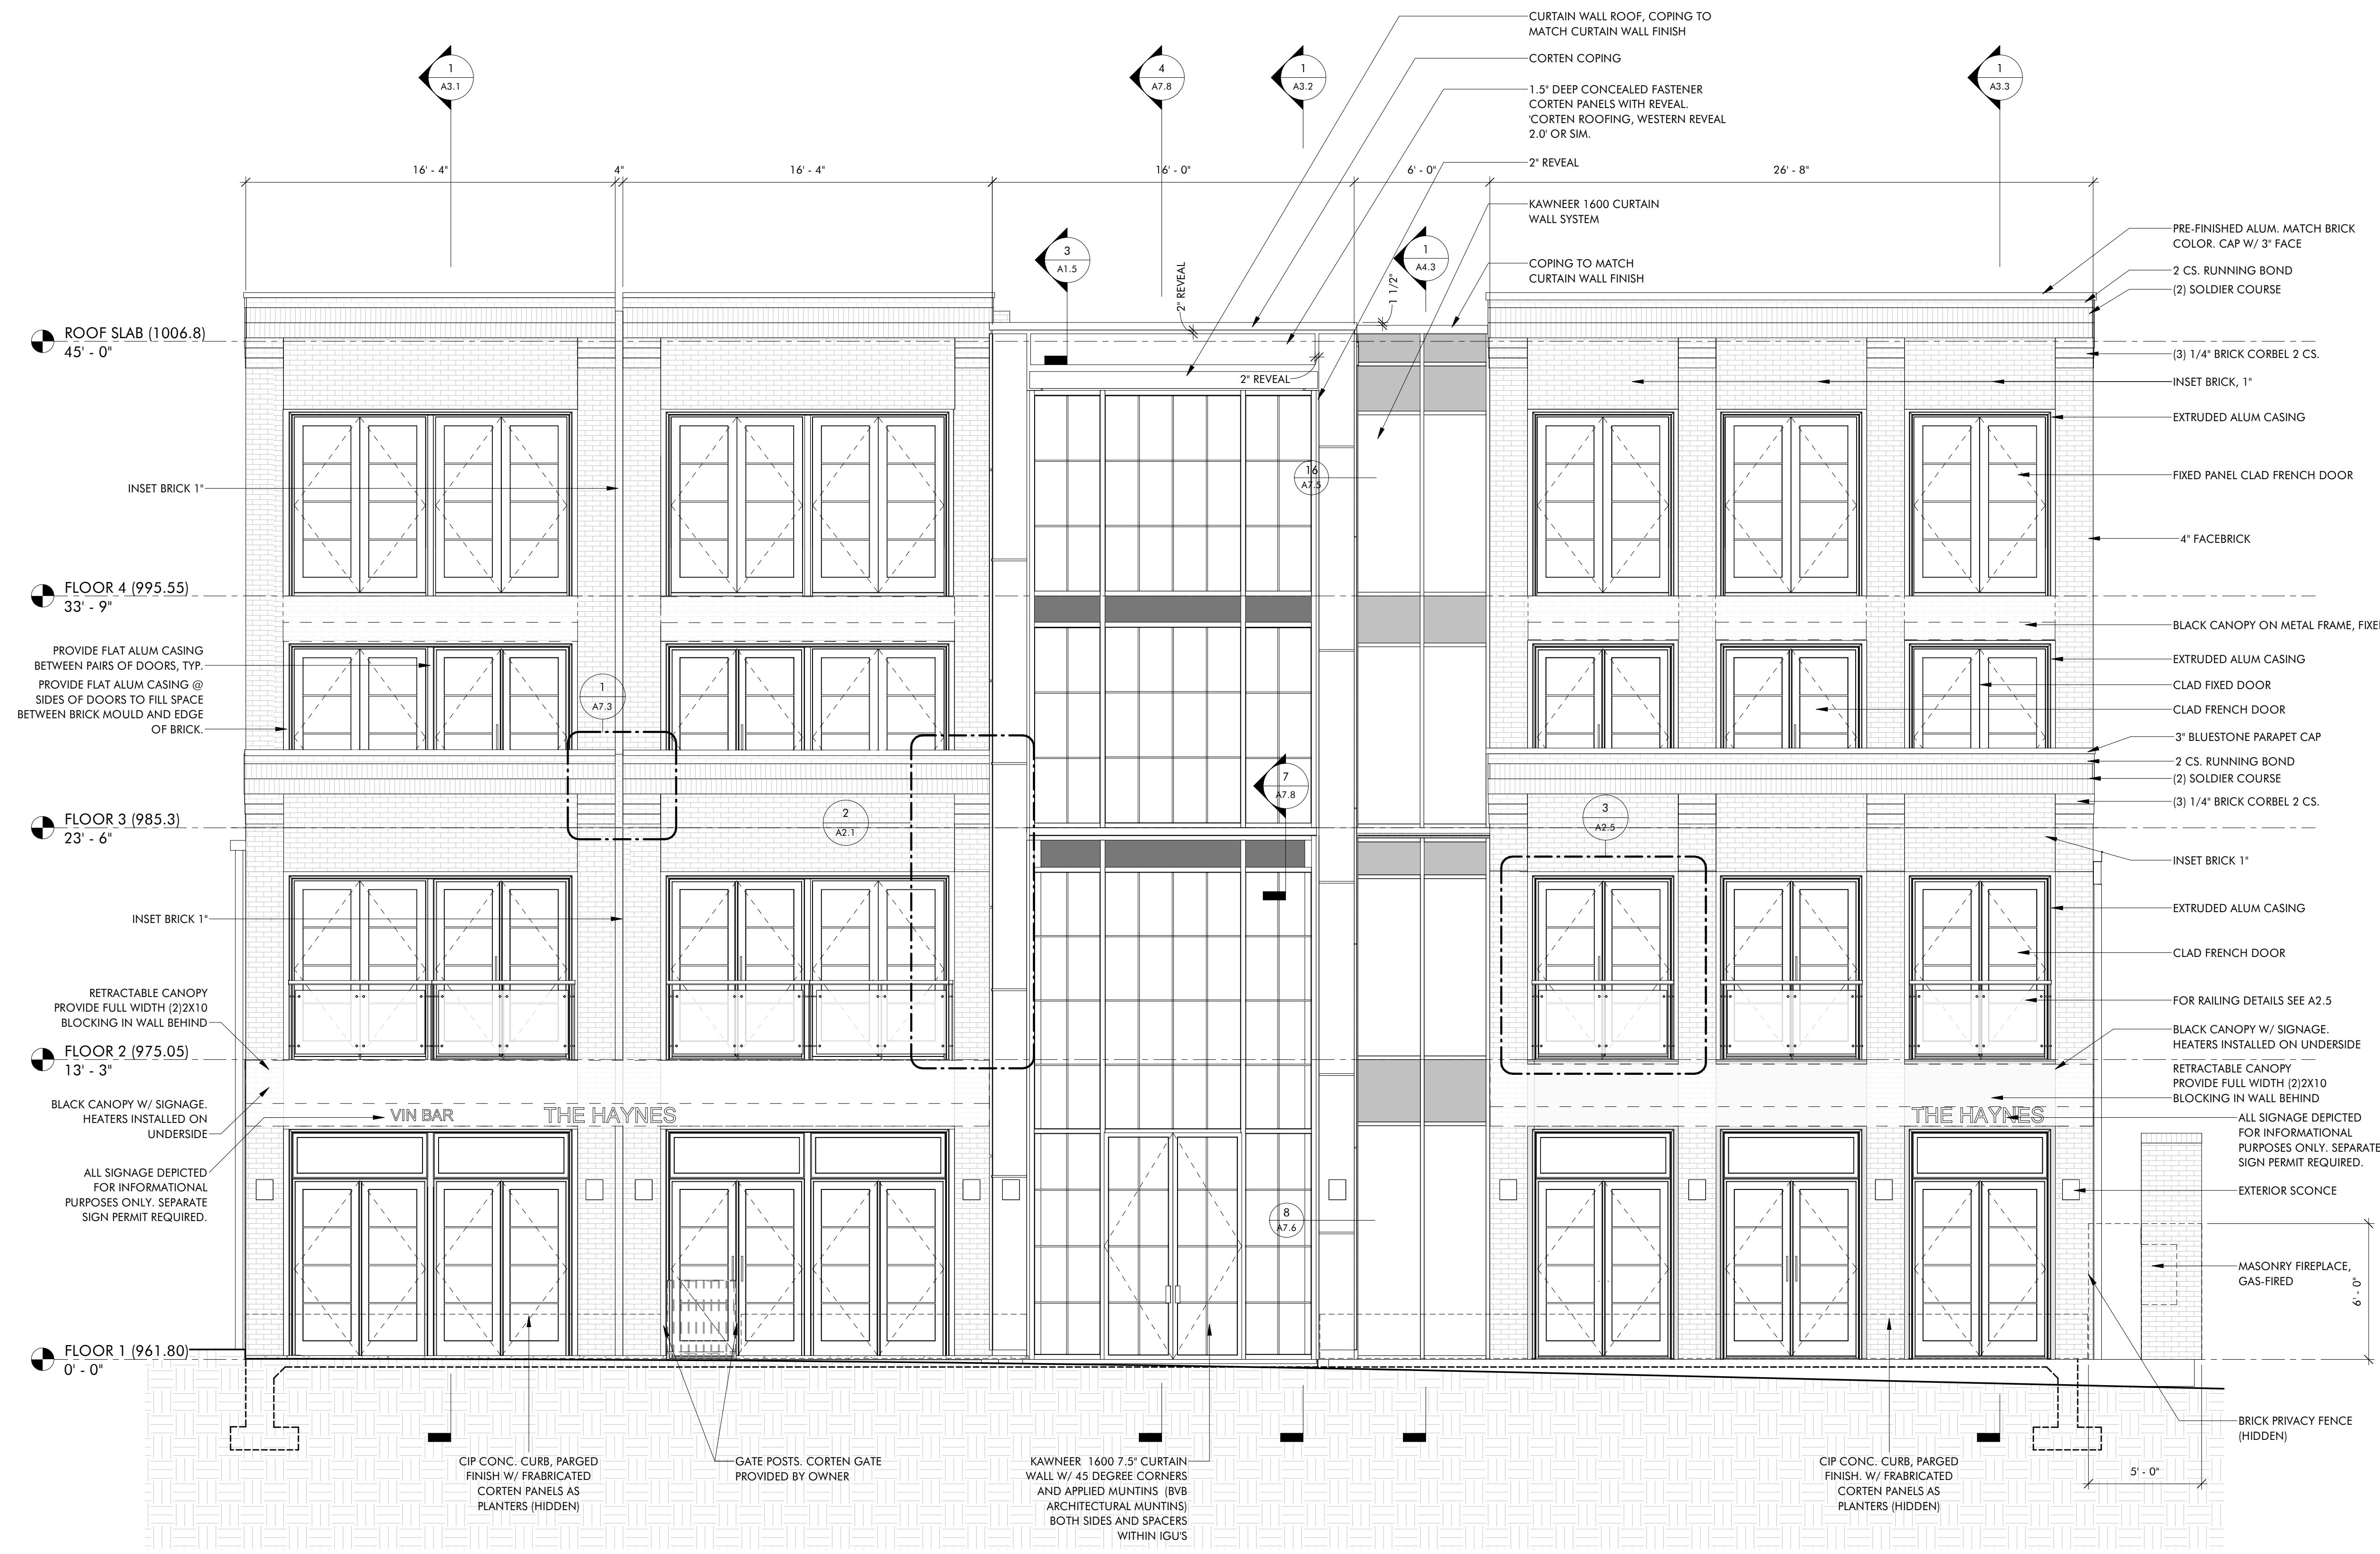 CURTAIN WALL ROOF, COPING TO
MATCH CURTAIN WALL FINISH
CORTEN COPING
1.5" DEEP CONCEALED FASTENER
CORTEN PANELS WITH REVEAL.
'CORTEN ROOFING, WESTERN REVEAL
2.0' OR SIM.
2" REVEAL
KAWNEER 1600 CURTAIN
WALL SYSTEM
COPING TO MATCH
CURTAIN WALL FINISH
1
A3.1
4
A7.8
1
A3.2
1
A3.3
16' - 4"
4"
16' - 4"
16' - 0"
6' - 0"
26' - 8"
3
A1.5
1
A4.3
2" REVEAL
1 1/2"
2" REVEAL
PRE-FINISHED ALUM. MATCH BRICK
COLOR. CAP W/ 3" FACE
2 CS. RUNNING BOND
(2) SOLDIER COURSE
(3) 1/4" BRICK CORBEL 2 CS.
INSET BRICK, 1"
EXTRUDED ALUM CASING
FIXED PANEL CLAD FRENCH DOOR
4" FACEBRICK
BLACK CANOPY ON METAL FRAME, FIXE
EXTRUDED ALUM CASING
CLAD FIXED DOOR
CLAD FRENCH DOOR
3" BLUESTONE PARAPET CAP
2 CS. RUNNING BOND
(2) SOLDIER COURSE
(3) 1/4" BRICK CORBEL 2 CS.
INSET BRICK 1"
EXTRUDED ALUM CASING
CLAD FRENCH DOOR
FOR RAILING DETAILS SEE A2.5
BLACK CANOPY W/ SIGNAGE.
HEATERS INSTALLED ON UNDERSIDE
RETRACTABLE CANOPY
PROVIDE FULL WIDTH (2)2X10
BLOCKING IN WALL BEHIND
ALL SIGNAGE DEPICTED
FOR INFORMATIONAL
PURPOSES ONLY. SEPARATE
SIGN PERMIT REQUIRED.
EXTERIOR SCONCE
MASONRY FIREPLACE,
GAS-FIRED
6' - 0"
BRICK PRIVACY FENCE
(HIDDEN)
5' - 0"
ROOF SLAB (1006.8)
45' - 0"
INSET BRICK 1"
FLOOR 4 (995.55)
33' - 9"
PROVIDE FLAT ALUM CASING
BETWEEN PAIRS OF DOORS, TYP.
PROVIDE FLAT ALUM CASING @
SIDES OF DOORS TO FILL SPACE
BETWEEN BRICK MOULD AND EDGE
OF BRICK.
FLOOR 3 (985.3)
23' - 6"
INSET BRICK 1"
RETRACTABLE CANOPY
PROVIDE FULL WIDTH (2)2X10
BLOCKING IN WALL BEHIND
FLOOR 2 (975.05)
13' - 3"
BLACK CANOPY W/ SIGNAGE.
HEATERS INSTALLED ON
UNDERSIDE
ALL SIGNAGE DEPICTED
FOR INFORMATIONAL
PURPOSES ONLY. SEPARATE
SIGN PERMIT REQUIRED.
FLOOR 1 (961.80)
0' - 0"
16
A7.5
1
A7.3
2
A2.1
7
A7.8
3
A2.5
8
A7.6
VIN BAR
THE HAYNES
THE HAYNES
CIP CONC. CURB, PARGED
FINISH W/ FRABRICATED
CORTEN PANELS AS
PLANTERS (HIDDEN)
GATE POSTS. CORTEN GATE
PROVIDED BY OWNER
KAWNEER 1600 7.5" CURTAIN
WALL W/ 45 DEGREE CORNERS
AND APPLIED MUNTINS (BVB
ARCHITECTURAL MUNTINS)
BOTH SIDES AND SPACERS
WITHIN IGU'S
CIP CONC. CURB, PARGED
FINISH. W/ FRABRICATED
CORTEN PANELS AS
PLANTERS (HIDDEN)